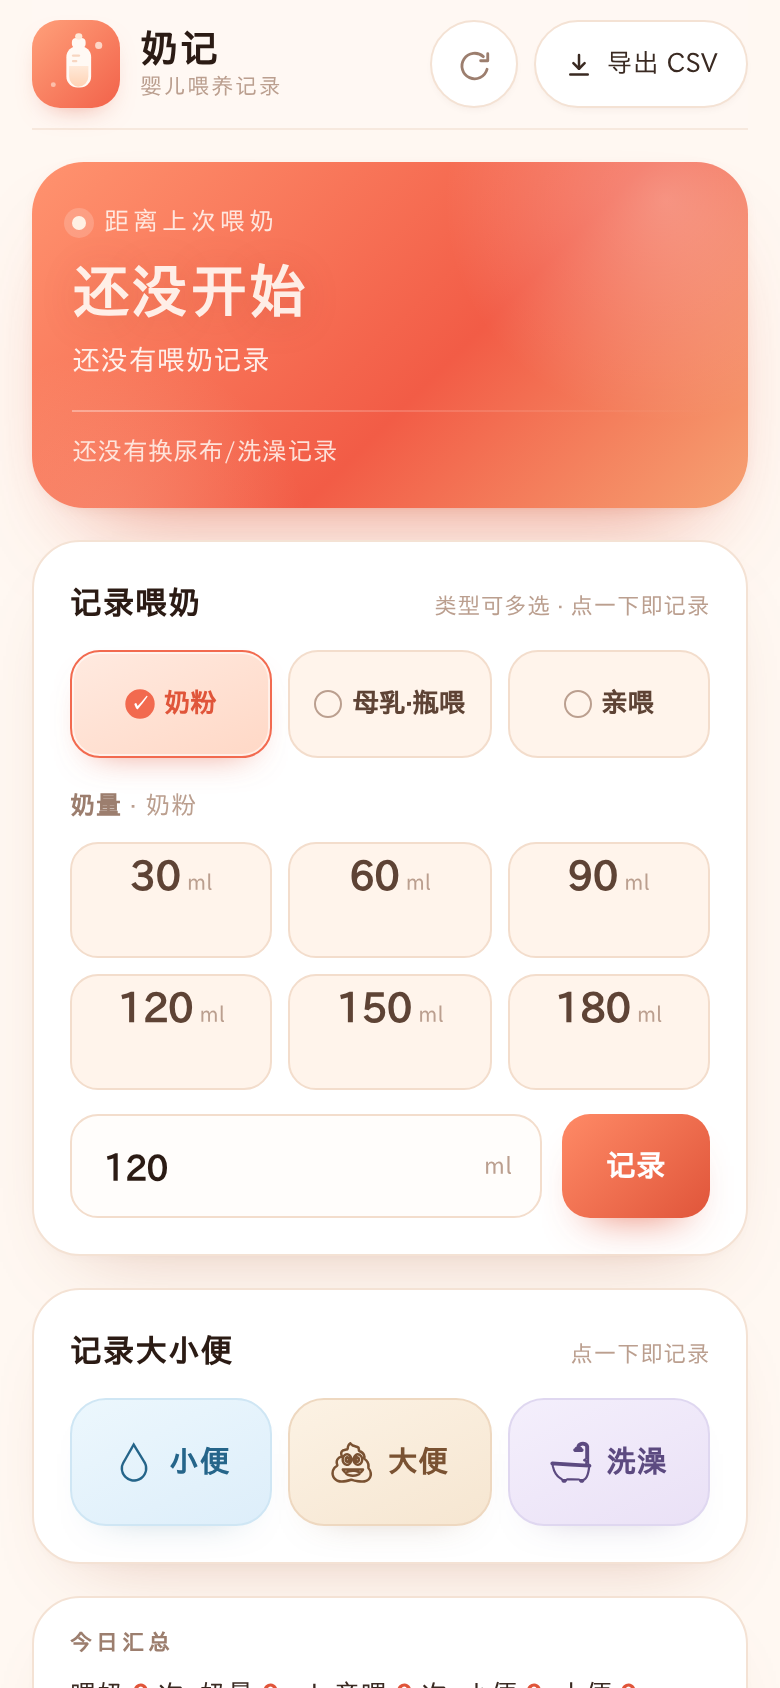 奶记
婴儿喂养记录
导出 CSV
距离上次喂奶
还没开始
还没有喂奶记录
还没有换尿布/洗澡记录
记录喂奶
类型可多选 · 点一下即记录
奶粉
母乳·瓶喂
亲喂
奶量 · 奶粉
30 ml
60 ml
90 ml
120 ml
150 ml
180 ml
120 ml
记录
记录大小便
点一下即记录
小便
大便
洗澡
今日汇总